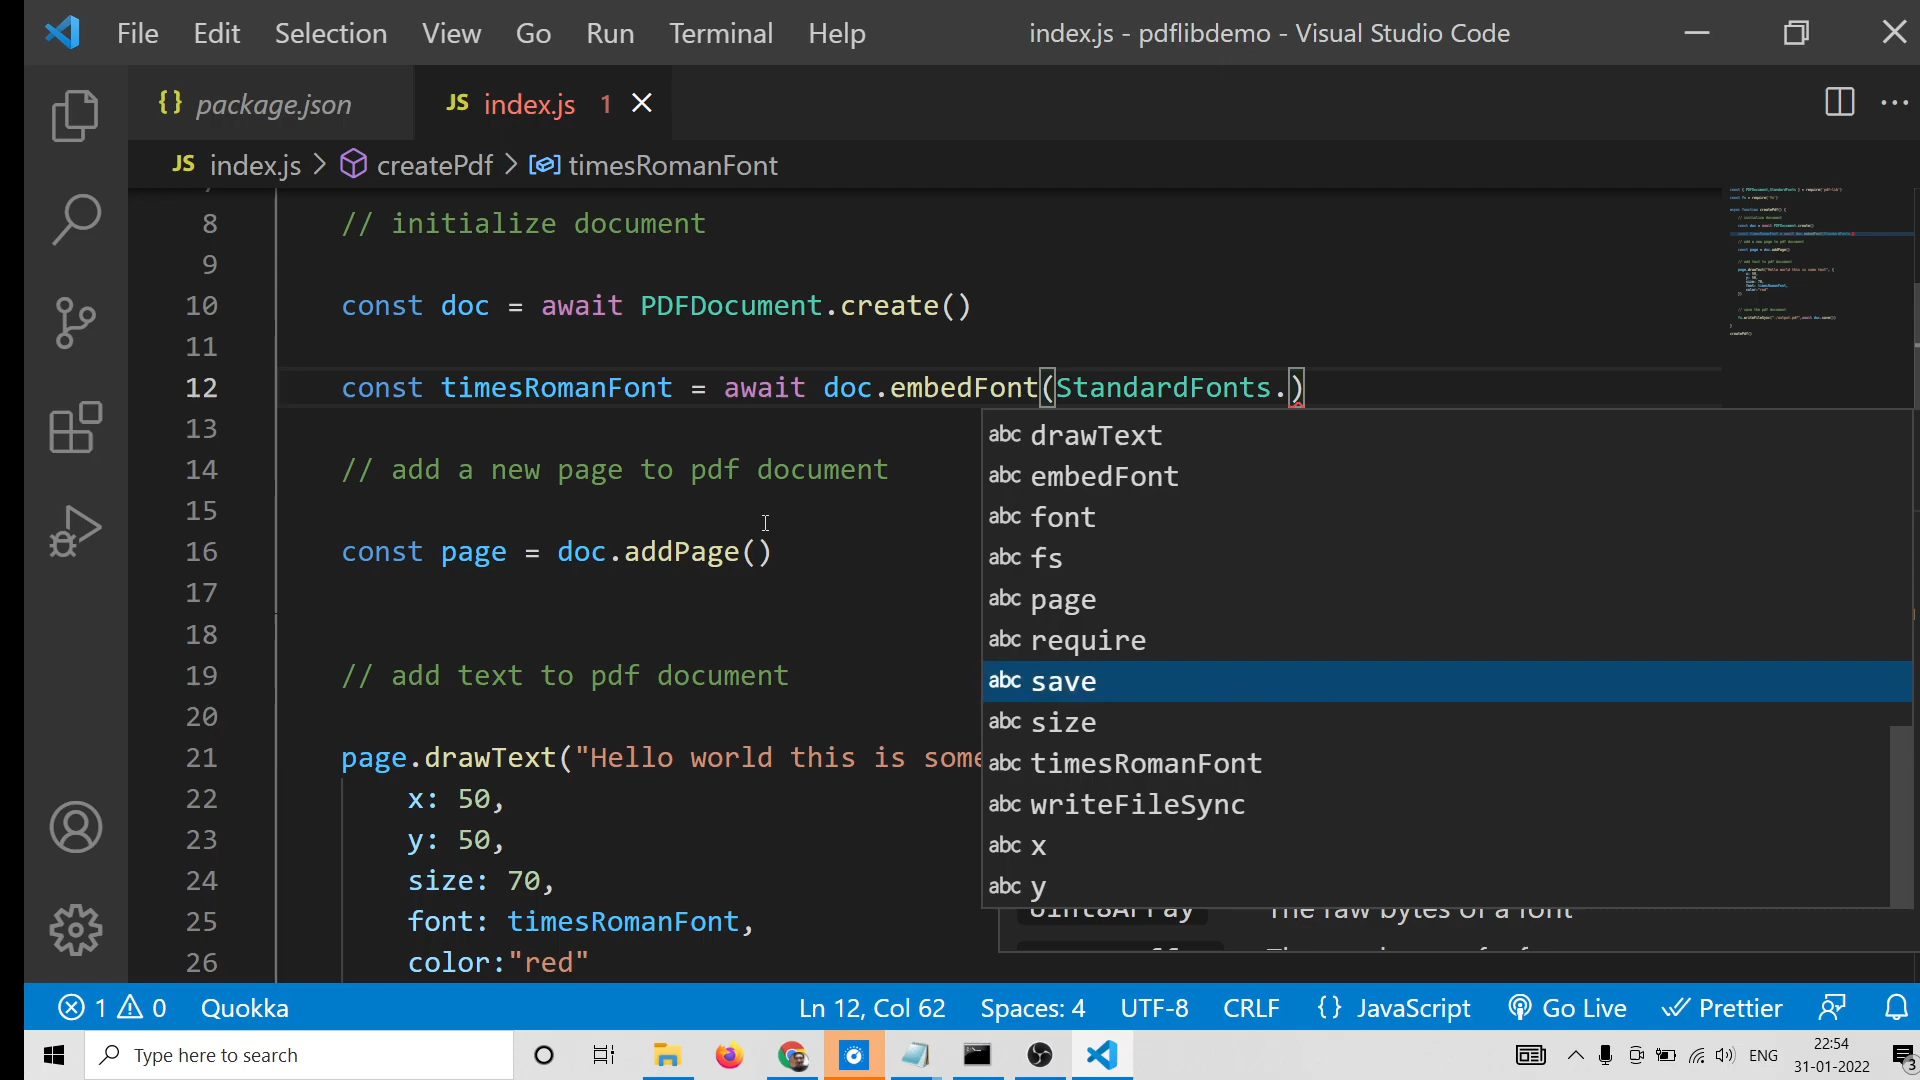 File Edit Selection View Go Run Terminal Help index.js - pdflibdemo - Visual Studio Code
{} package.json JS index.js 1
JS index.js > createPdf > timesRomanFont
8 // initialize document
9
10 const doc = await PDFDocument.create()
11
12 const timesRomanFont = await doc.embedFont(StandardFonts.)
13
abc drawText
14 // add a new page to pdf document
abc embedFont
15
abc font
16 const page = doc.addPage()
abc fs
17
abc page
18
abc require
19 // add text to pdf document
abc save
20
abc size
21 page.drawText("Hello world this is some
abc timesRomanFont
22 x: 50,
abc writeFileSync
23 y: 50,
abc x
24 size: 70,
abc y
25 font: timesRomanFont,
Uint8Array The raw bytes of a font
26 color:"red"
1 0 Quokka Ln 12, Col 62 Spaces: 4 UTF-8 CRLF {} JavaScript Go Live Prettier
Type here to search ENG 22:54
31-01-2022 3